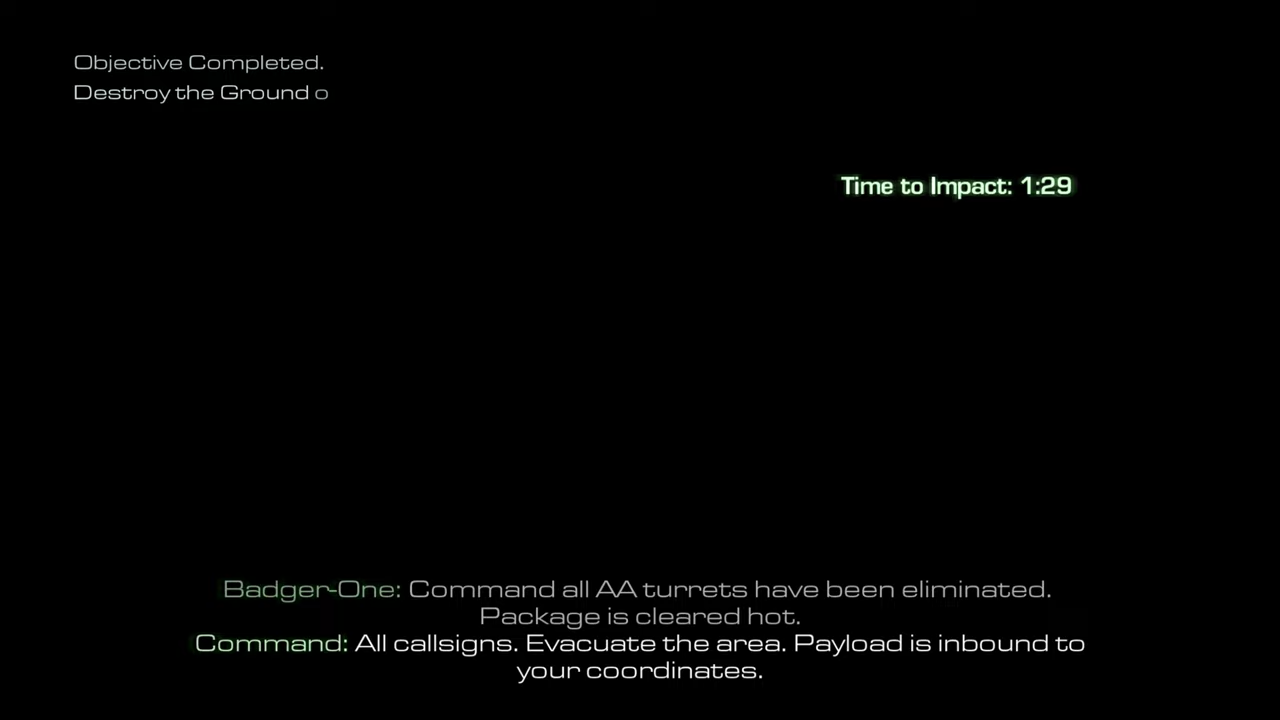 Objective Completed.
Destroy the Ground o
Time to Impact: 1:29
Badger-One: Command all AA turrets have been eliminated.
Package is cleared hot.
Command: All callsigns. Evacuate the area. Payload is inbound to
your coordinates.